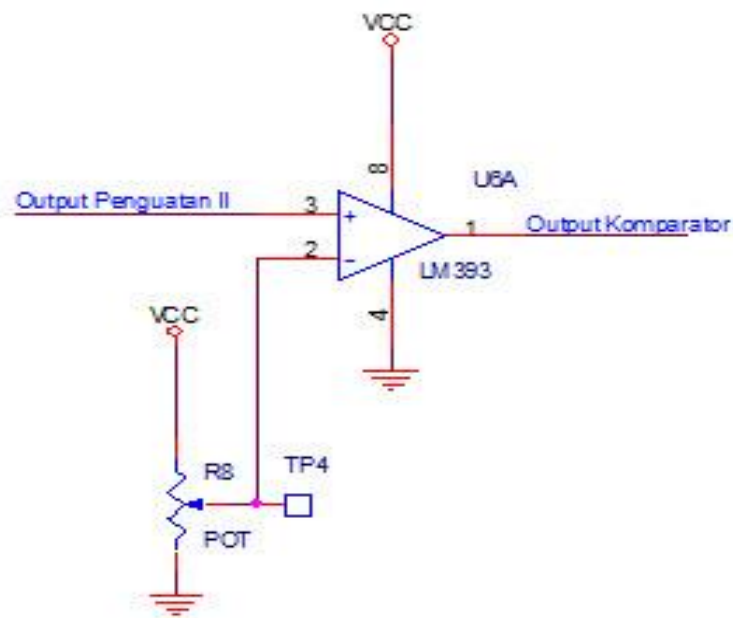 VCC
8
U6A
Output Penguatan II
3
+
1
Output Komparator
2
-
LM393
4
VCC
R8
TP4
POT